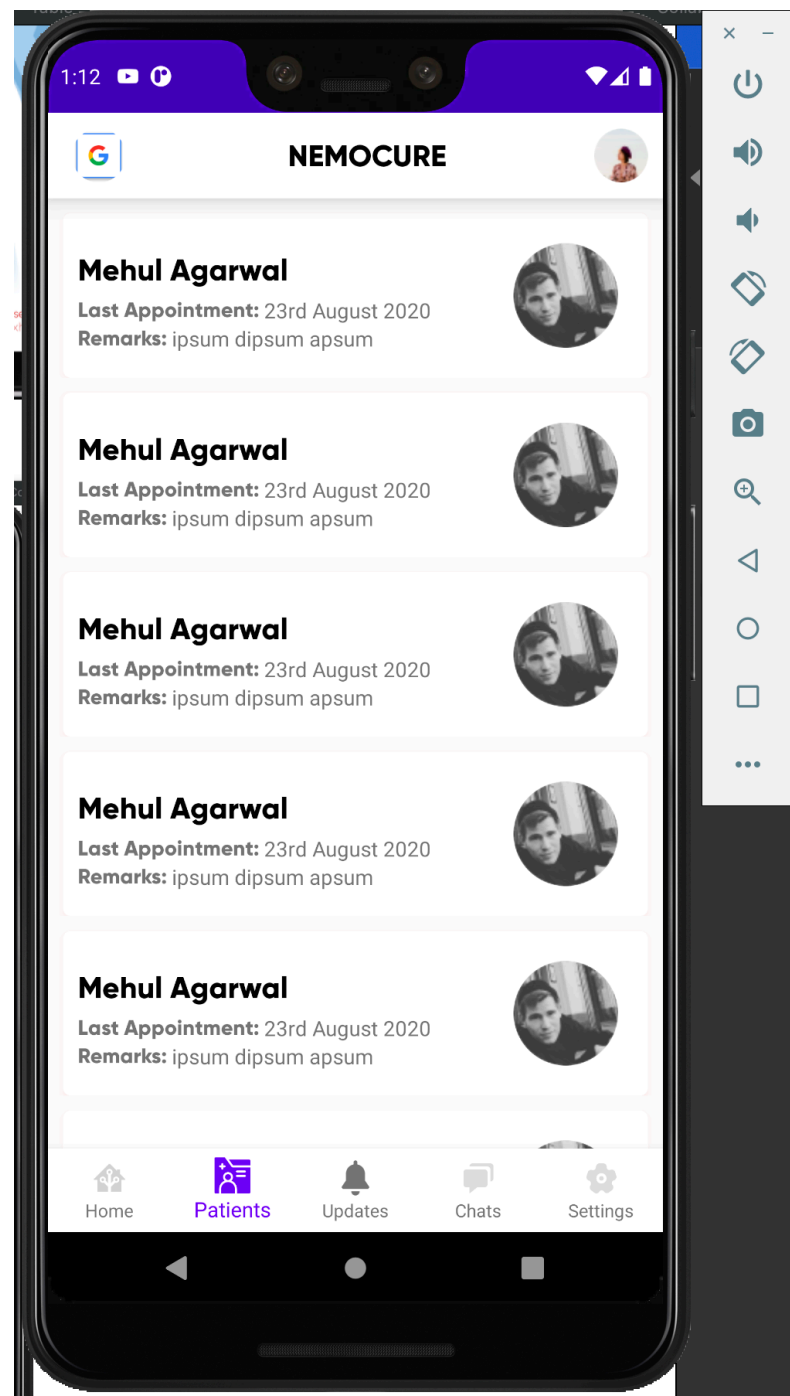 1:12
G
NEMOCURE
Mehul Agarwal
Last Appointment: 23rd August 2020
Remarks: ipsum dipsum apsum
Mehul Agarwal
Last Appointment: 23rd August 2020
Remarks: ipsum dipsum apsum
Mehul Agarwal
Last Appointment: 23rd August 2020
Remarks: ipsum dipsum apsum
Mehul Agarwal
Last Appointment: 23rd August 2020
Remarks: ipsum dipsum apsum
Mehul Agarwal
Last Appointment: 23rd August 2020
Remarks: ipsum dipsum apsum
Home Patients Updates Chats Settings